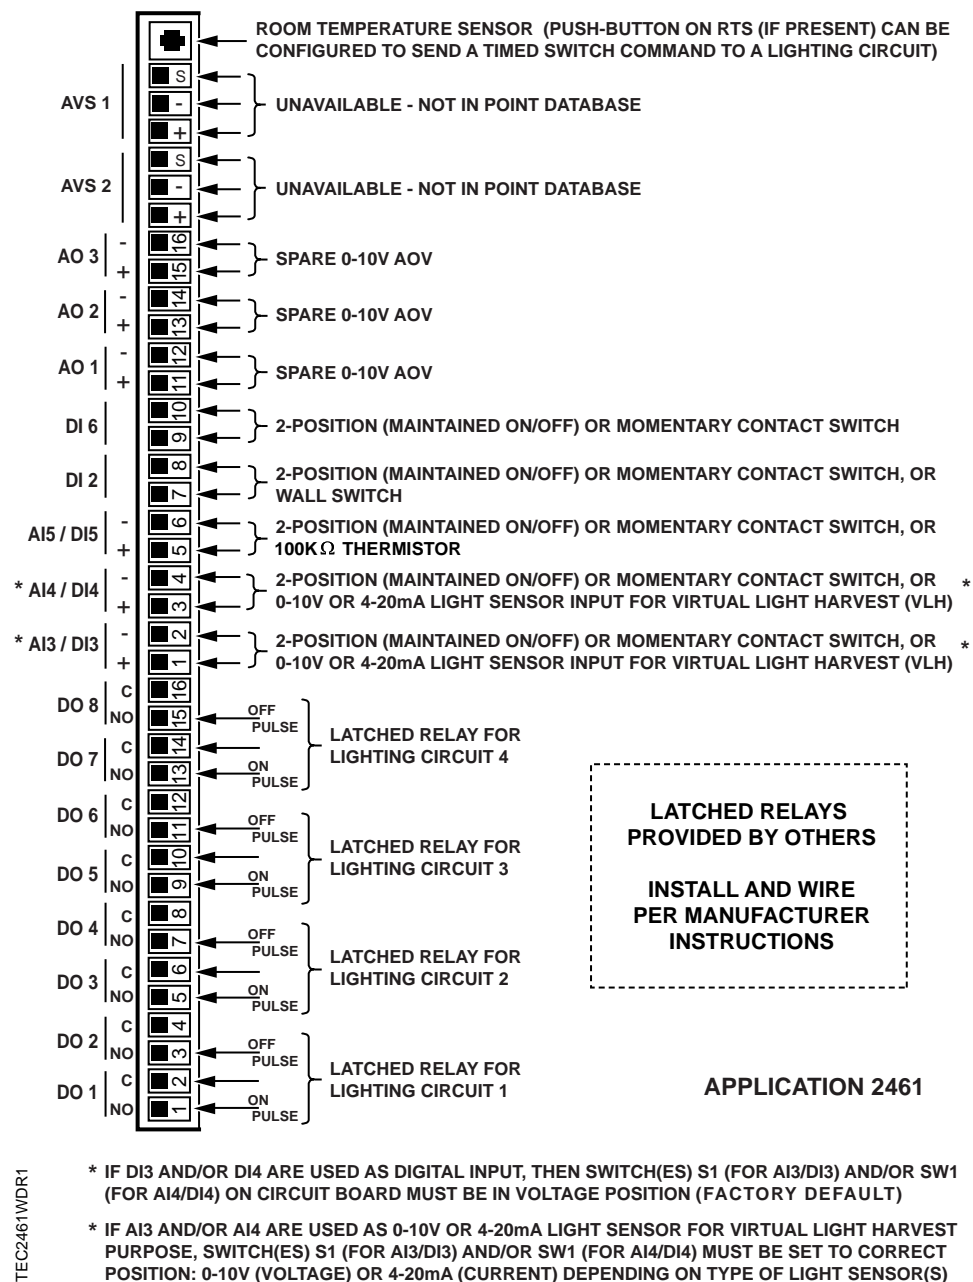 ROOM TEMPERATURE SENSOR (PUSH-BUTTON ON RTS (IF PRESENT) CAN BE
CONFIGURED TO SEND A TIMED SWITCH COMMAND TO A LIGHTING CIRCUIT)
AVS 1
S
-
+
UNAVAILABLE - NOT IN POINT DATABASE
AVS 2
S
-
+
UNAVAILABLE - NOT IN POINT DATABASE
AO 3
- 16
+ 15
SPARE 0-10V AOV
AO 2
- 14
+ 13
SPARE 0-10V AOV
AO 1
- 12
+ 11
SPARE 0-10V AOV
DI 6
10
9
2-POSITION (MAINTAINED ON/OFF) OR MOMENTARY CONTACT SWITCH
DI 2
8
7
2-POSITION (MAINTAINED ON/OFF) OR MOMENTARY CONTACT SWITCH, OR
WALL SWITCH
AI5 / DI5
- 6
+ 5
2-POSITION (MAINTAINED ON/OFF) OR MOMENTARY CONTACT SWITCH, OR
100KΩ THERMISTOR
* AI4 / DI4
- 4
+ 3
2-POSITION (MAINTAINED ON/OFF) OR MOMENTARY CONTACT SWITCH, OR *
0-10V OR 4-20mA LIGHT SENSOR INPUT FOR VIRTUAL LIGHT HARVEST (VLH)
* AI3 / DI3
- 2
+ 1
2-POSITION (MAINTAINED ON/OFF) OR MOMENTARY CONTACT SWITCH, OR *
0-10V OR 4-20mA LIGHT SENSOR INPUT FOR VIRTUAL LIGHT HARVEST (VLH)
DO 8
C 16
NO 15
OFF
PULSE
DO 7
C 14
NO 13
ON
PULSE
LATCHED RELAY FOR
LIGHTING CIRCUIT 4
DO 6
C 12
NO 11
OFF
PULSE
DO 5
C 10
NO 9
ON
PULSE
LATCHED RELAY FOR
LIGHTING CIRCUIT 3
DO 4
C 8
NO 7
OFF
PULSE
DO 3
C 6
NO 5
ON
PULSE
LATCHED RELAY FOR
LIGHTING CIRCUIT 2
DO 2
C 4
NO 3
OFF
PULSE
DO 1
C 2
NO 1
ON
PULSE
LATCHED RELAY FOR
LIGHTING CIRCUIT 1
LATCHED RELAYS
PROVIDED BY OTHERS
INSTALL AND WIRE
PER MANUFACTURER
INSTRUCTIONS
APPLICATION 2461
TEC2461WDR1
* IF DI3 AND/OR DI4 ARE USED AS DIGITAL INPUT, THEN SWITCH(ES) S1 (FOR AI3/DI3) AND/OR SW1
(FOR AI4/DI4) ON CIRCUIT BOARD MUST BE IN VOLTAGE POSITION (FACTORY DEFAULT)
* IF AI3 AND/OR AI4 ARE USED AS 0-10V OR 4-20mA LIGHT SENSOR FOR VIRTUAL LIGHT HARVEST
PURPOSE, SWITCH(ES) S1 (FOR AI3/DI3) AND/OR SW1 (FOR AI4/DI4) MUST BE SET TO CORRECT
POSITION: 0-10V (VOLTAGE) OR 4-20mA (CURRENT) DEPENDING ON TYPE OF LIGHT SENSOR(S)